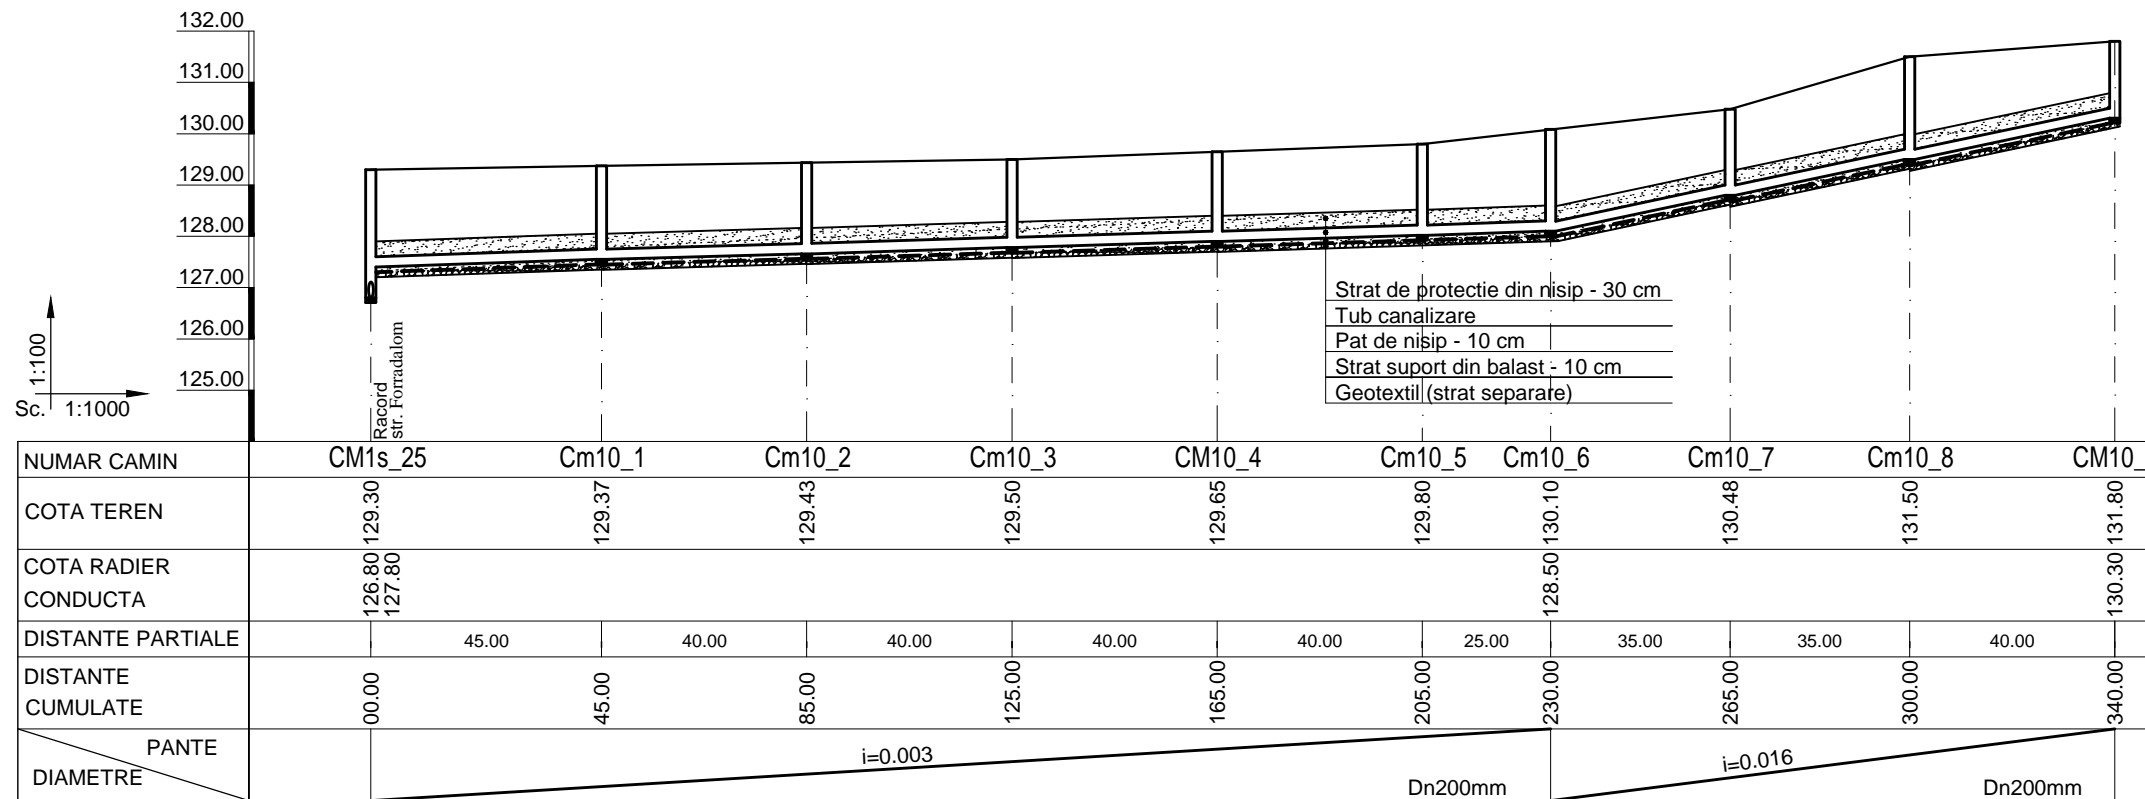 132.00
131.00
130.00
129.00
128.00
127.00
126.00
125.00
1:100
Sc. 1:1000
Racord
str. Forradalom
Strat de protectie din nisip - 30 cm
Tub canalizare
Pat de nisip - 10 cm
Strat suport din balast - 10 cm
Geotextil (strat separare)
NUMAR CAMIN CM1s_25 Cm10_1 Cm10_2 Cm10_3 CM10_4 Cm10_5 Cm10_6 Cm10_7 Cm10_8 CM10_
COTA TEREN 129.30 129.37 129.43 129.50 129.65 129.80 130.10 130.48 131.50 131.80
COTA RADIER
CONDUCTA
126.80
127.80
128.50 130.30
DISTANTE PARTIALE 45.00 40.00 40.00 40.00 40.00 25.00 35.00 35.00 40.00
DISTANTE
CUMULATE
00.00 45.00 85.00 125.00 165.00 205.00 230.00 265.00 300.00 340.00
PANTE i=0.003 i=0.016
DIAMETRE Dn200mm Dn200mm